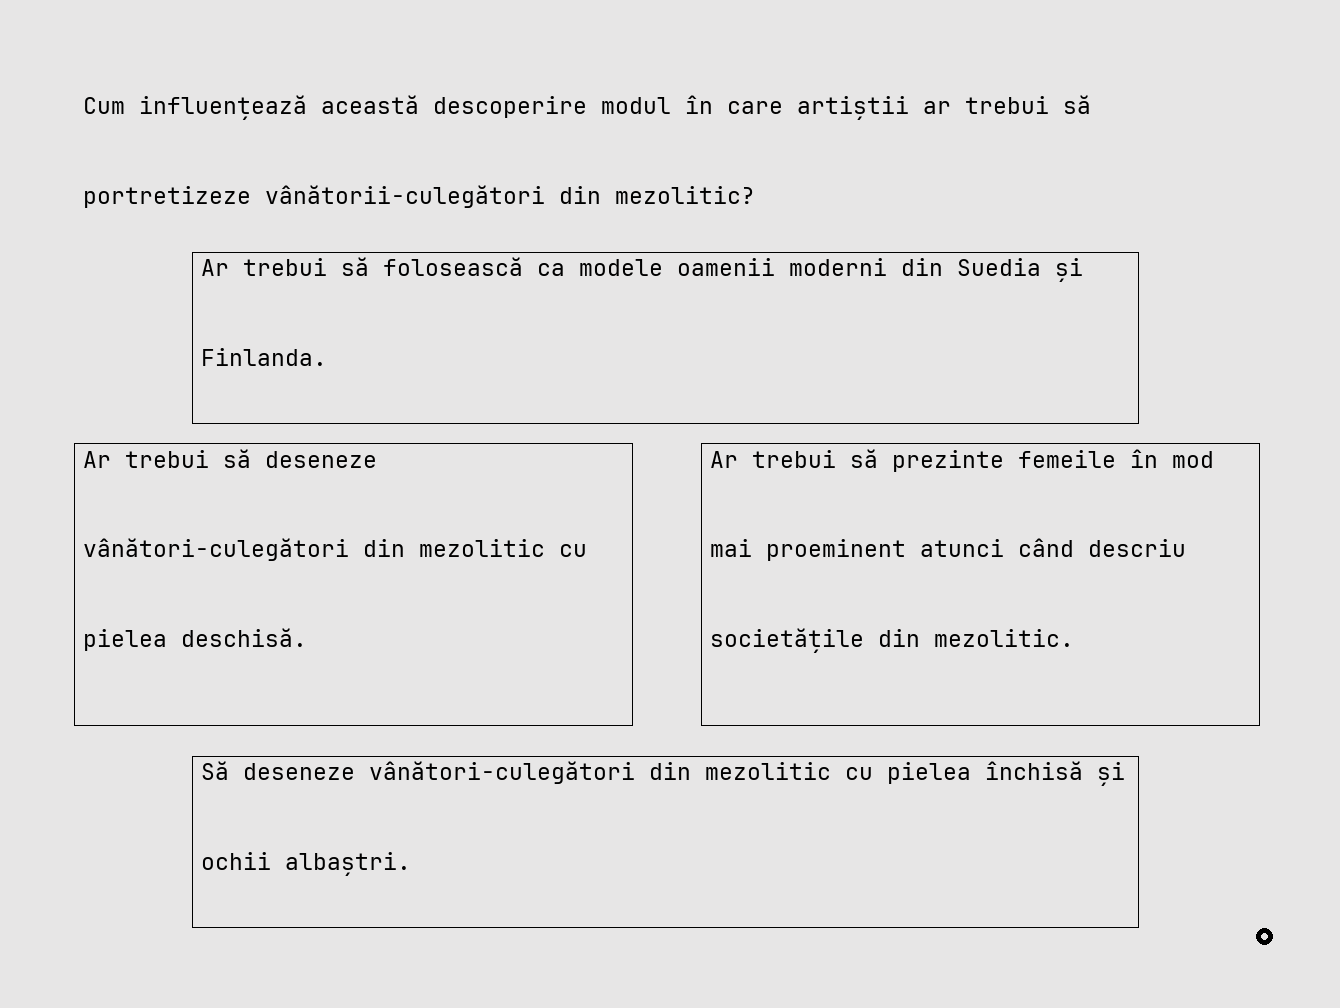 Cum influențează această descoperire modul în care artiștii ar trebui să
portretizeze vânătorii-culegători din mezolitic?
Ar trebui să folosească ca modele oamenii moderni din Suedia și
Finlanda.
Ar trebui să deseneze
vânători-culegători din mezolitic cu
pielea deschisă.
Ar trebui să prezinte femeile în mod
mai proeminent atunci când descriu
societățile din mezolitic.
Să deseneze vânători-culegători din mezolitic cu pielea închisă și
ochii albaștri.